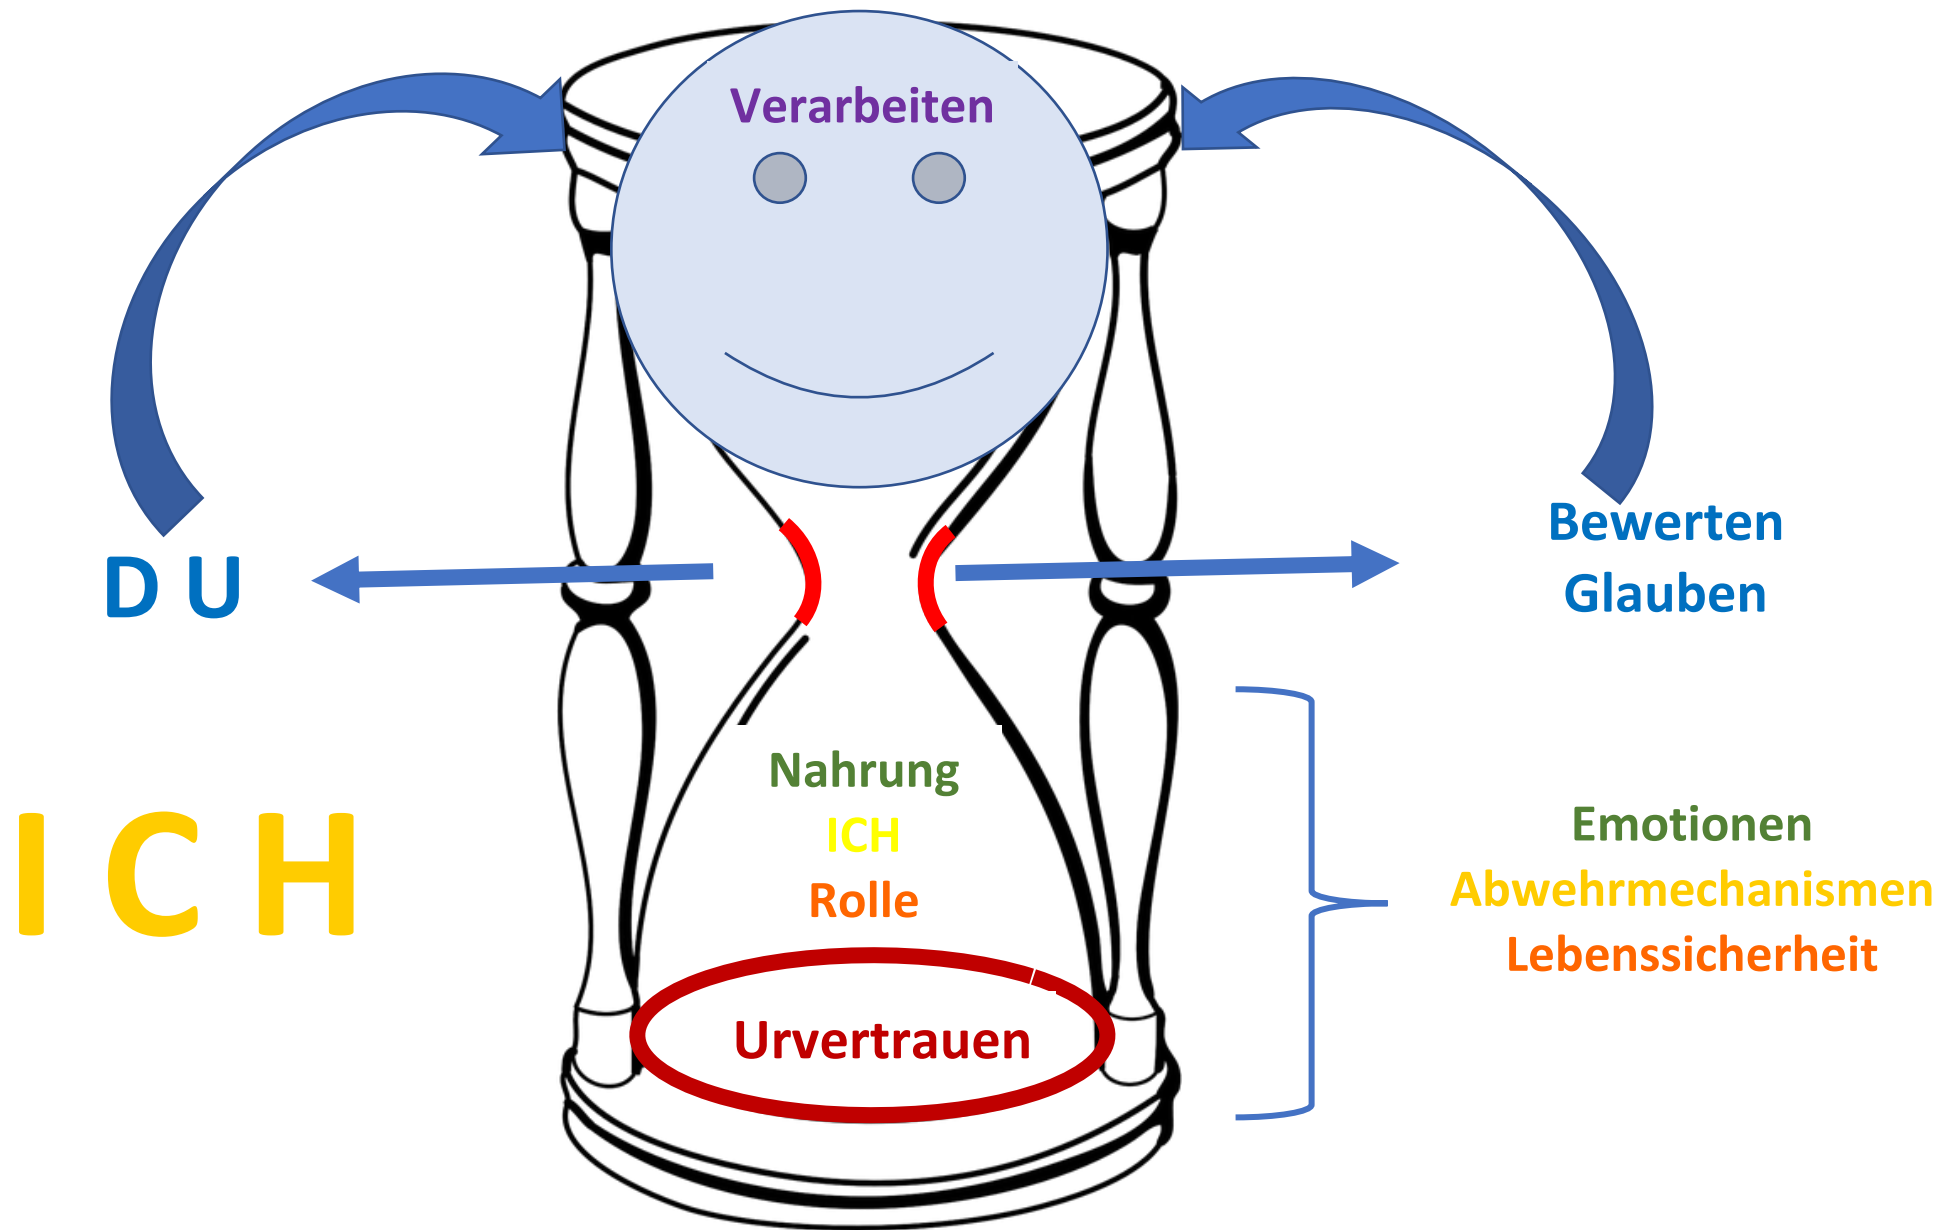 Verarbeiten
D U
Bewerten
Glauben
I C H
Nahrung
ICH
Rolle
Urvertrauen
Emotionen
Abwehrmechanismen
Lebenssicherheit